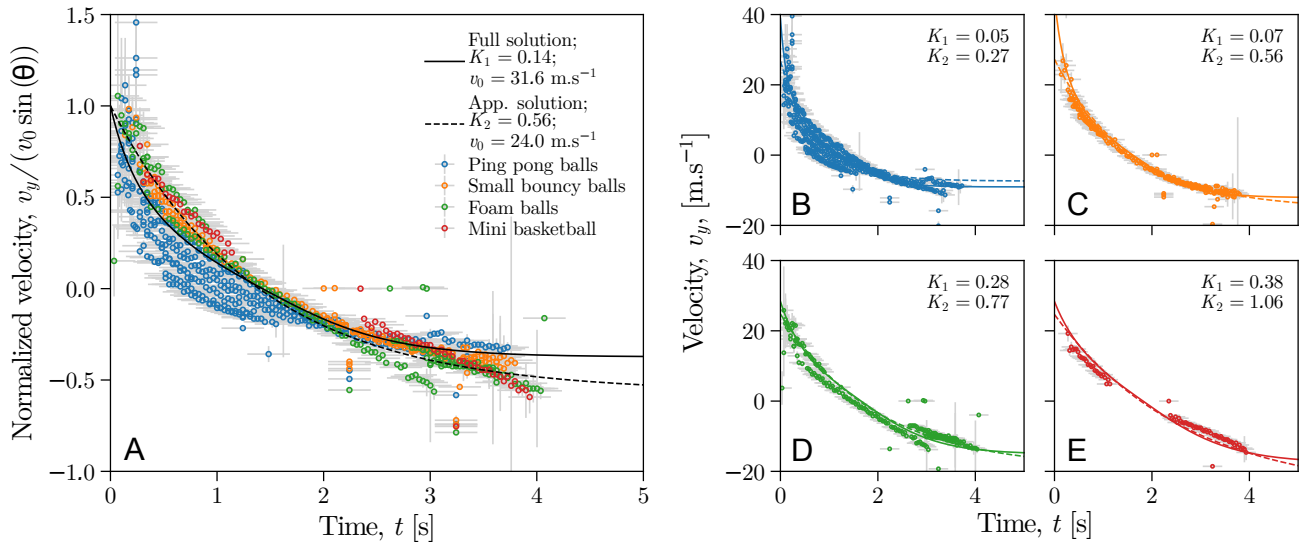 Normalized velocity, v_y/(v_0 sin(θ))
1.5
1.0
0.5
0.0
−0.5
−1.0
0
1
2
3
4
5
Time, t [s]
Full solution;
K_1 = 0.14;
v_0 = 31.6 m.s^{-1}
App. solution;
K_2 = 0.56;
v_0 = 24.0 m.s^{-1}
Ping pong balls
Small bouncy balls
Foam balls
Mini basketball
A
Velocity, v_y, [m.s^{-1}]
40
20
0
−20
K_1 = 0.05
K_2 = 0.27
B
K_1 = 0.07
K_2 = 0.56
C
40
20
0
−20
K_1 = 0.28
K_2 = 0.77
D
K_1 = 0.38
K_2 = 1.06
E
0
2
4
0
2
4
Time, t [s]
Time, t [s]